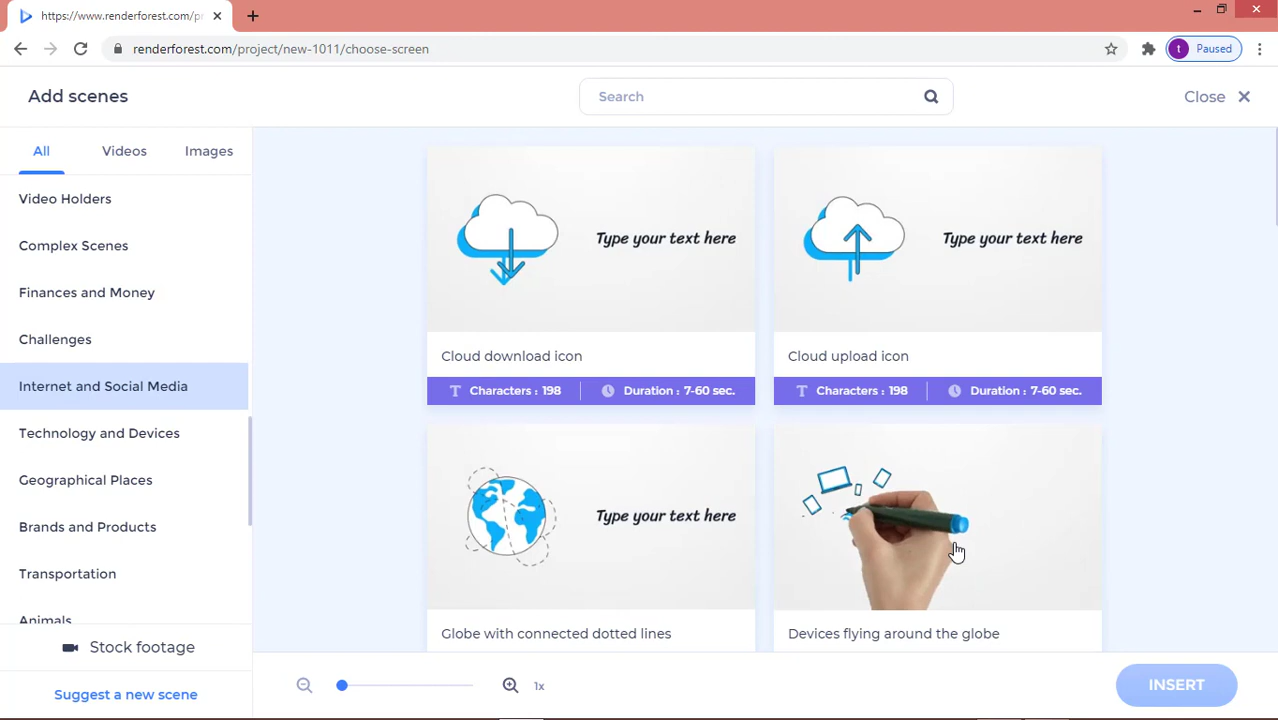 https://www.renderforest.com/pr
renderforest.com/project/new-1011/choose-screen
t Paused
Add scenes
Search
Close
All Videos Images
Video Holders
Complex Scenes
Finances and Money
Challenges
Internet and Social Media
Technology and Devices
Geographical Places
Brands and Products
Transportation
Animals
Stock footage
Suggest a new scene
Type your text here
Type your text here
Cloud download icon
Cloud upload icon
T Characters : 198 Duration : 7-60 sec.
T Characters : 198 Duration : 7-60 sec.
Type your text here
Globe with connected dotted lines
Devices flying around the globe
1x
INSERT